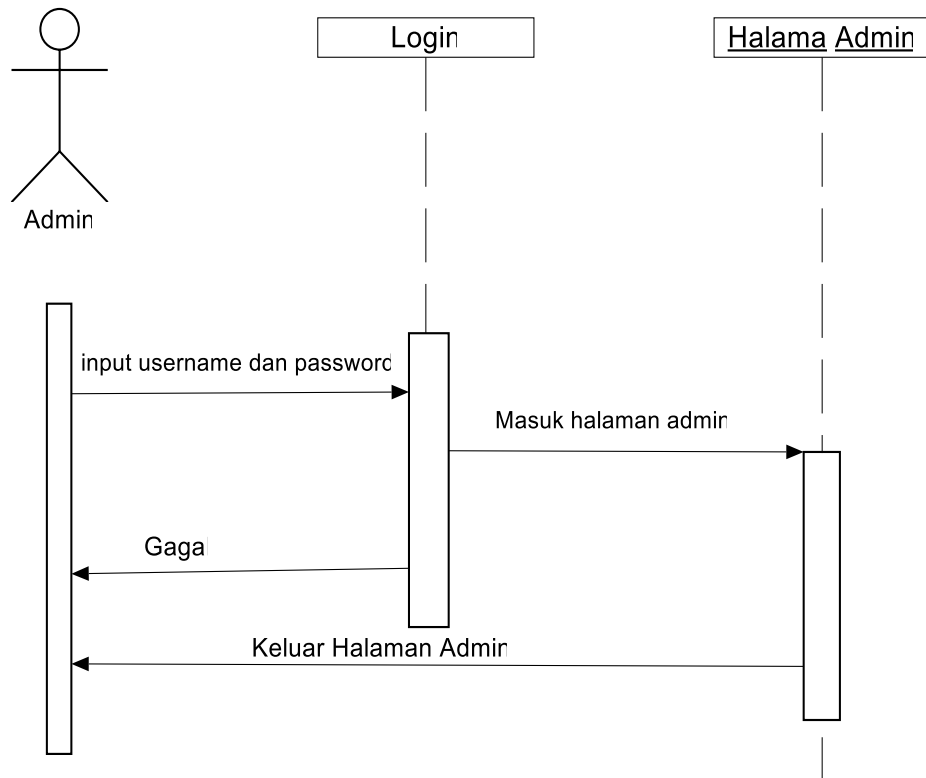 Login
Halama Admin
Admin
input username dan password
Masuk halaman admin
Gagal
Keluar Halaman Admin